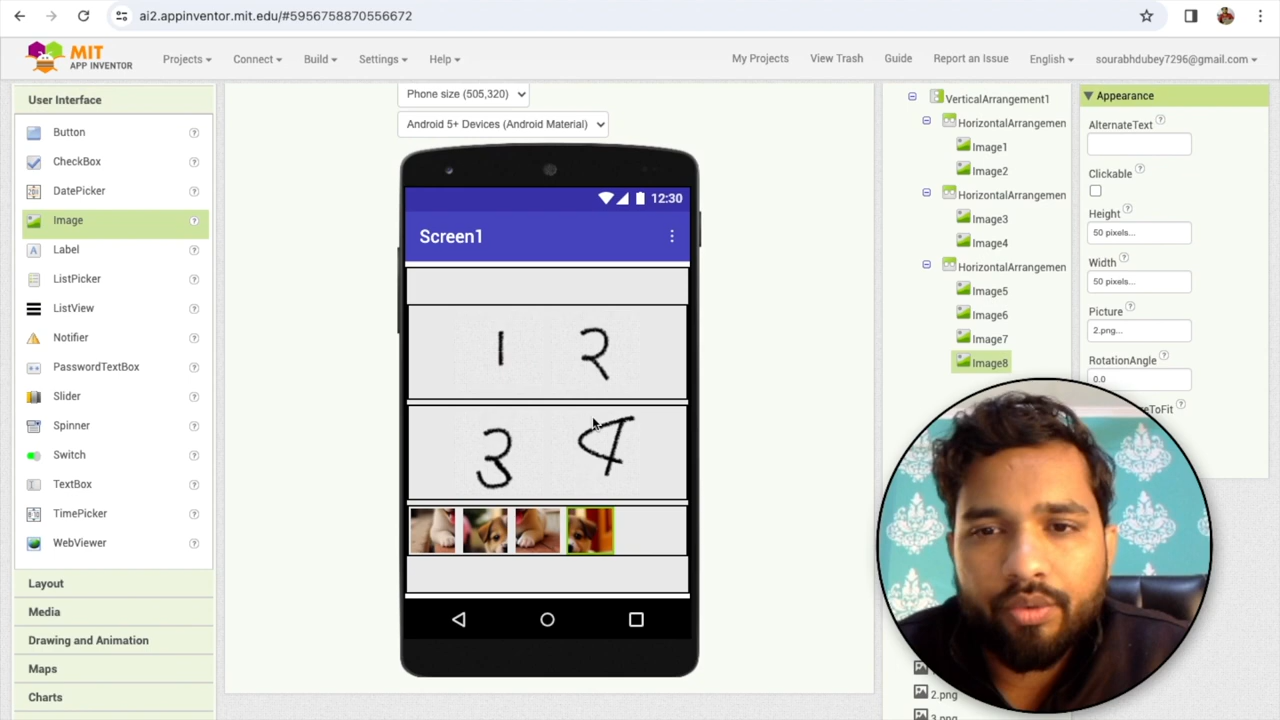 ai2.appinventor.mit.edu/#5956758870556672
MIT
APP INVENTOR
Projects
Connect
Build
Settings
Help
My Projects
View Trash
Guide
Report an Issue
English
sourabhdubey7296@gmail.com
User Interface
Button
CheckBox
DatePicker
Image
Label
ListPicker
ListView
Notifier
PasswordTextBox
Slider
Spinner
Switch
TextBox
TimePicker
WebViewer
Layout
Media
Drawing and Animation
Maps
Charts
Phone size (505,320)
Android 5+ Devices (Android Material)
12:30
Screen1
1 2
3 4
VerticalArrangement1
HorizontalArrangemen
Image1
Image2
HorizontalArrangemen
Image3
Image4
HorizontalArrangemen
Image5
Image6
Image7
Image8
2.png
Appearance
AlternateText
Clickable
Height
50 pixels...
Width
50 pixels...
Picture
2.png...
RotationAngle
0.0
ToFit